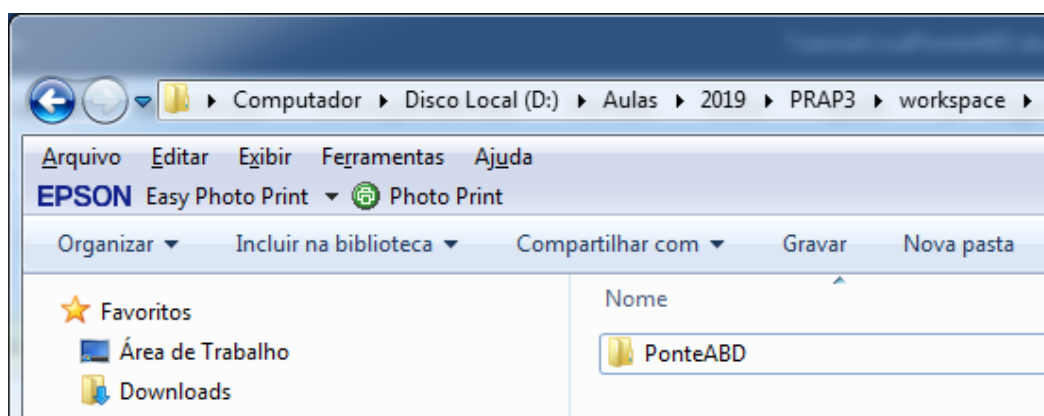 Computador Disco Local (D:) Aulas 2019 PRAP3 workspace
Arquivo Editar Exibir Ferramentas Ajuda
EPSON Easy Photo Print Photo Print
Organizar Incluir na biblioteca Compartilhar com Gravar Nova pasta
Favoritos
Nome
Área de Trabalho
PonteABD
Downloads